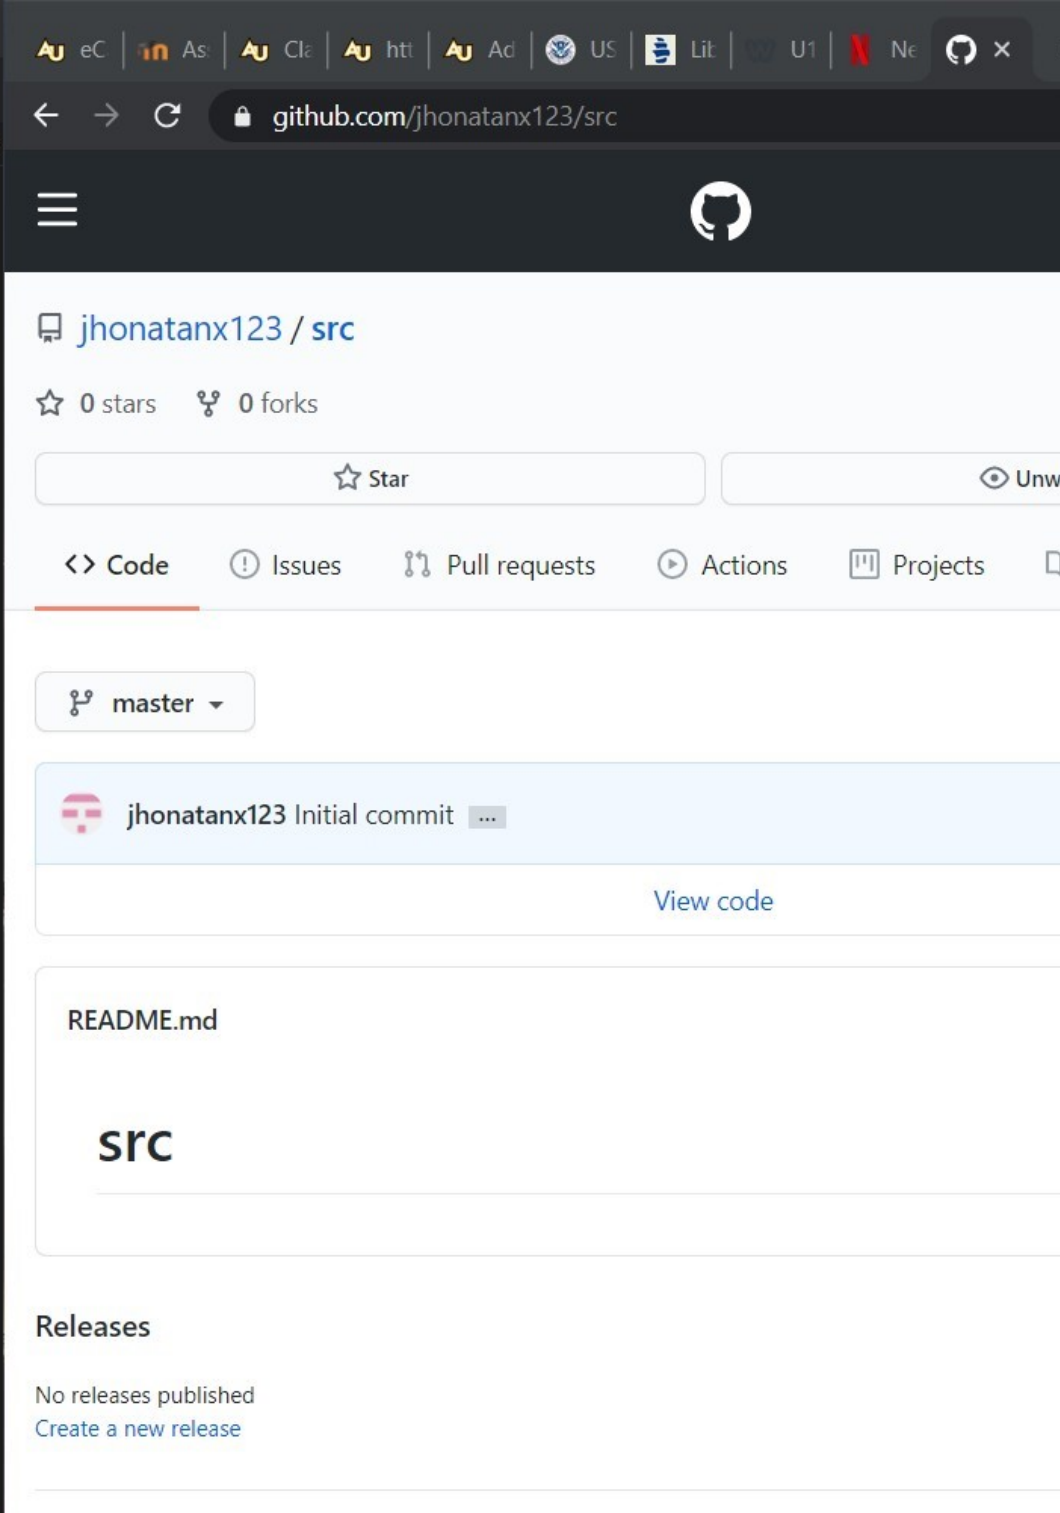 eC As Cla htt Ad US Lib U1 Ne
github.com/jhonatanx123/src
jhonatanx123 / src
0 stars 0 forks
Star Unw
Code Issues Pull requests Actions Projects
master
jhonatanx123 Initial commit ...
View code
README.md
src
Releases
No releases published
Create a new release